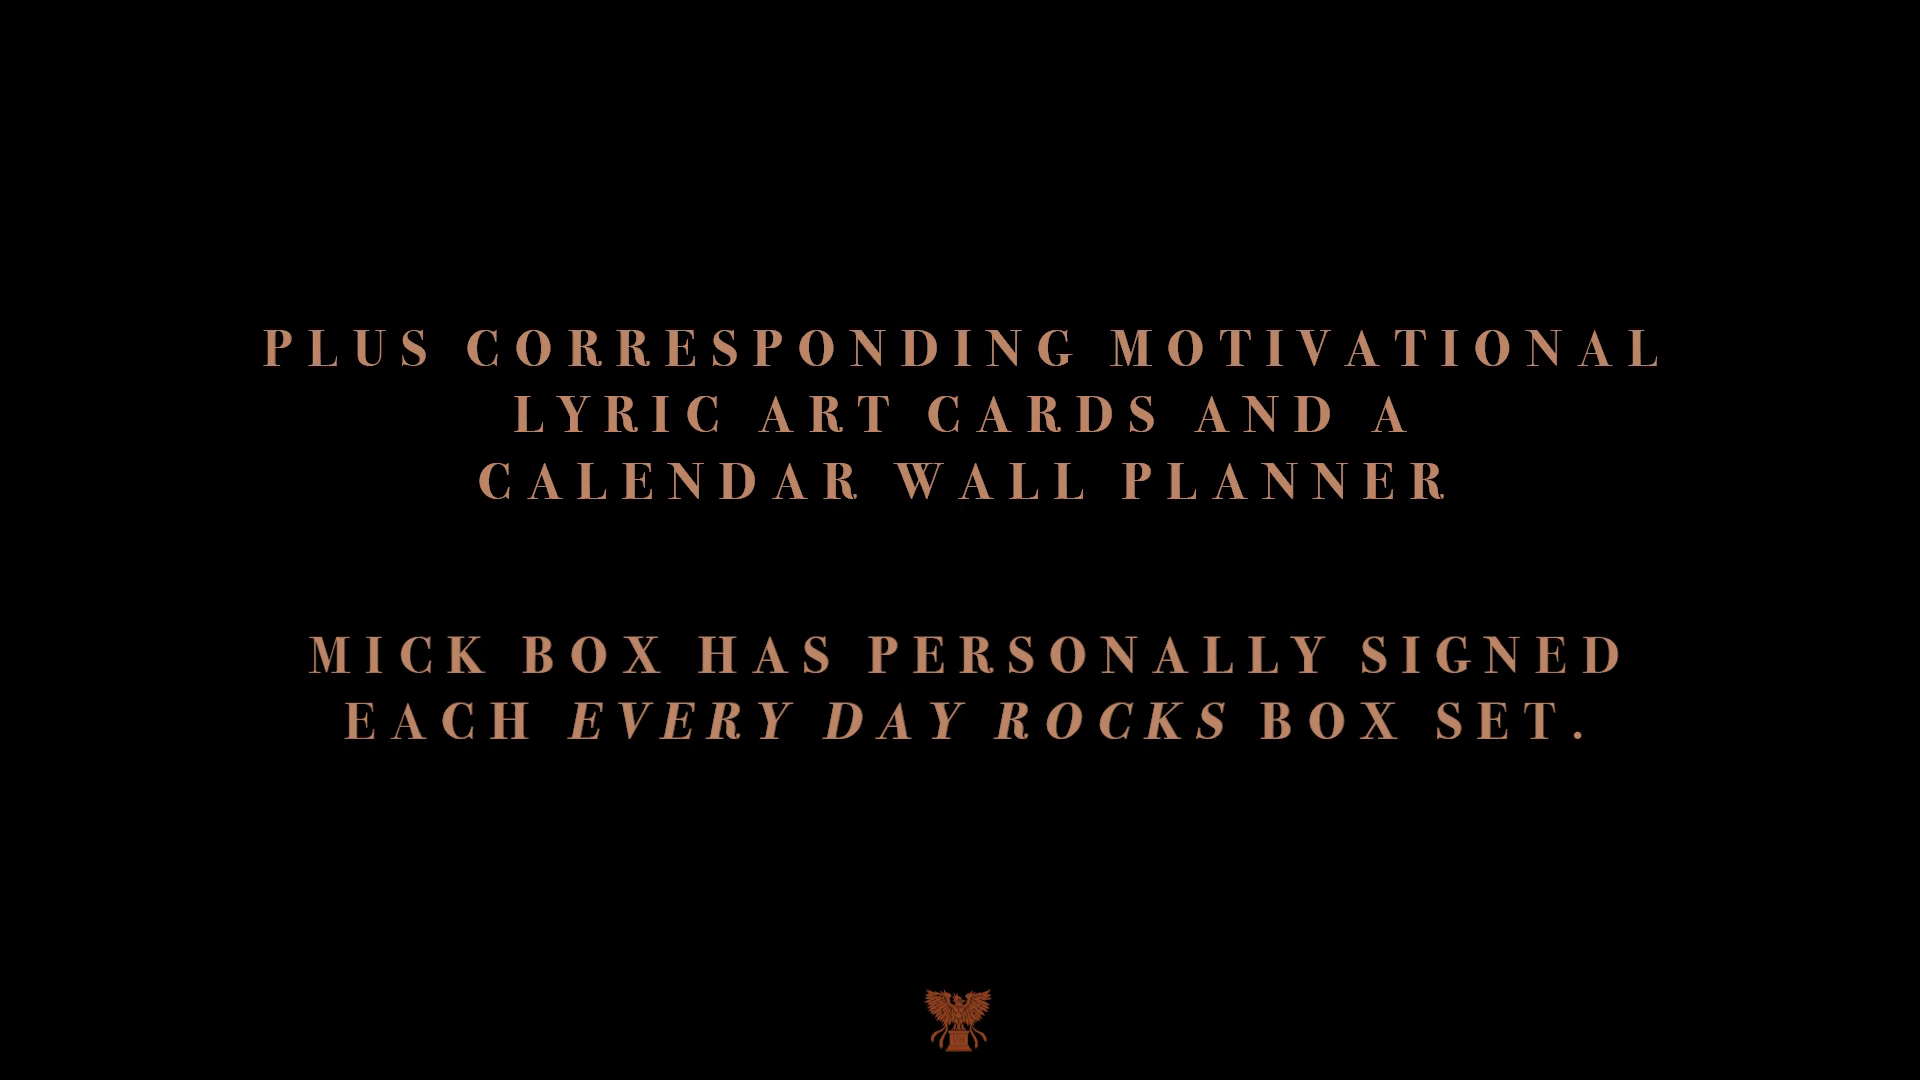 PLUS CORRESPONDING MOTIVATIONAL
LYRIC ART CARDS AND A
CALENDAR WALL PLANNER
MICK BOX HAS PERSONALLY SIGNED
EACH EVERY DAY ROCKS BOX SET.